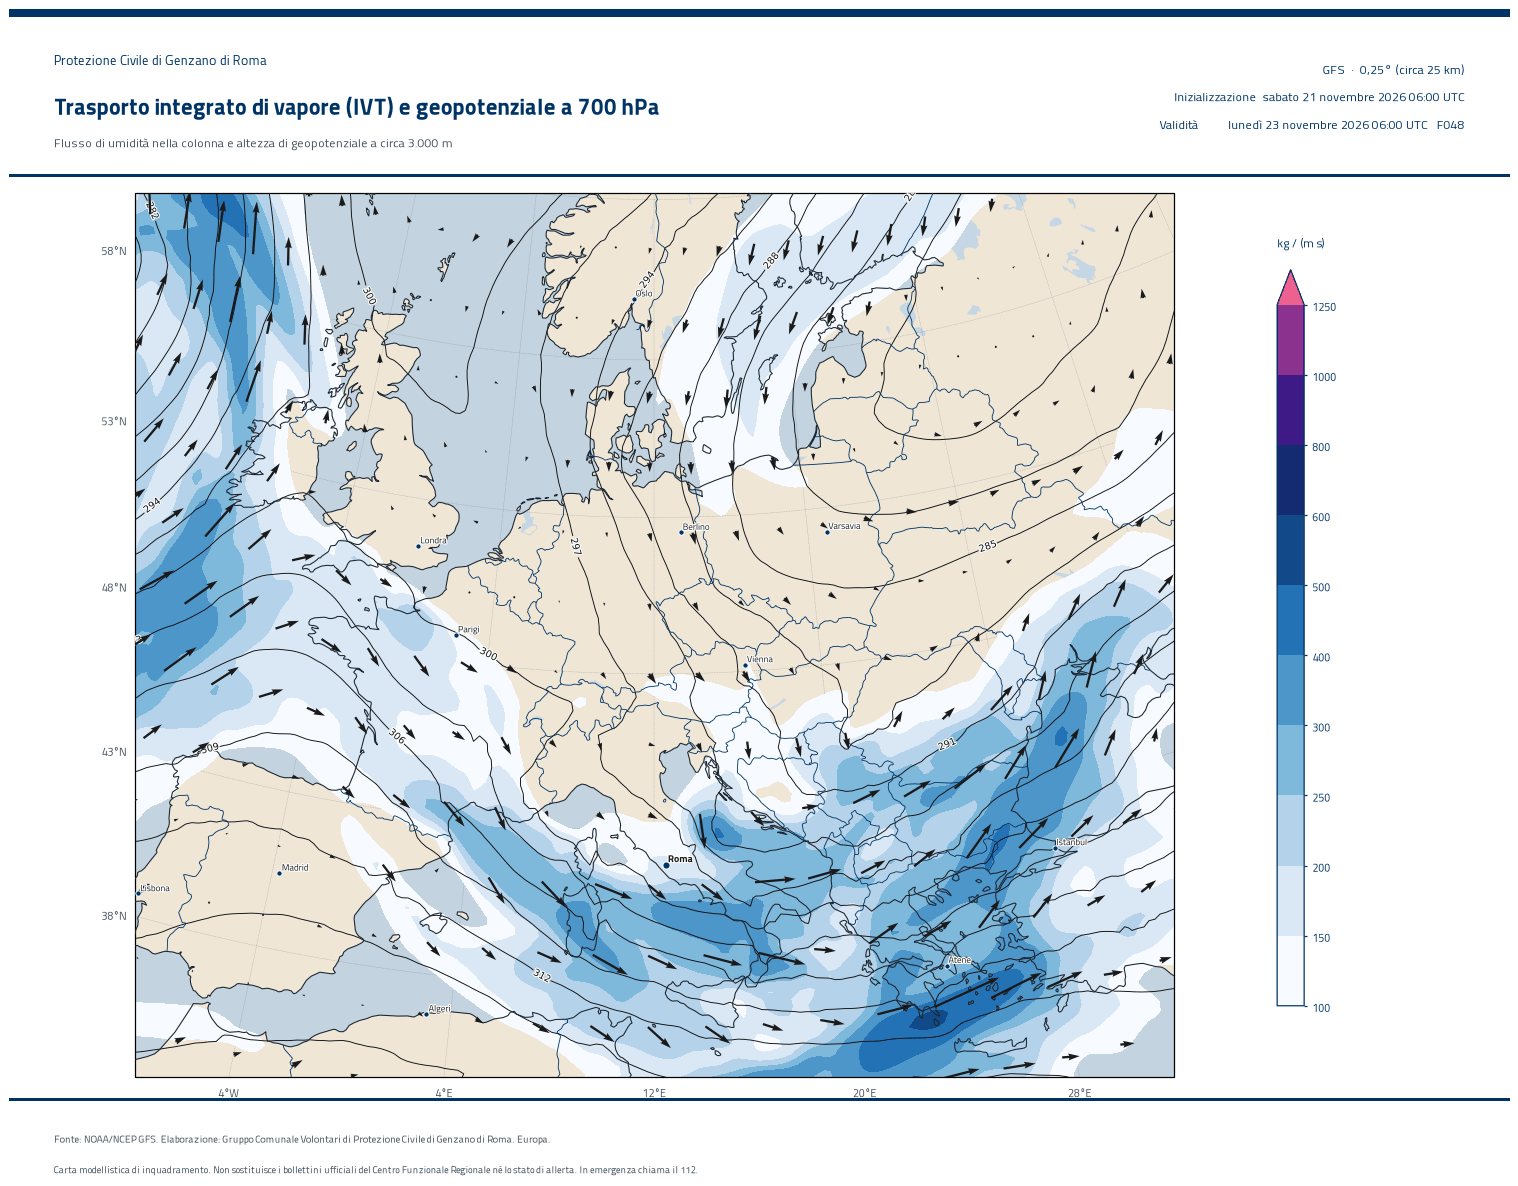 Protezione Civile di Genzano di Roma
Trasporto integrato di vapore (IVT) e geopotenziale a 700 hPa
Flusso di umidità nella colonna e altezza di geopotenziale a circa 3.000 m
GFS · 0,25° (circa 25 km)
Inizializzazione sabato 21 novembre 2026 06:00 UTC
Validità lunedì 23 novembre 2026 06:00 UTC F048
kg / (m s)
1250
1000
800
600
500
400
300
250
200
150
100
58°N
53°N
48°N
43°N
38°N
4°W
4°E
12°E
20°E
28°E
282
288
300
294
Oslo
294
Londra
297
Berlino
Varsavia
285
Parigi
300
Vienna
306
309
291
Roma
Istanbul
Madrid
Lisbona
312
Atene
Algeri
Fonte: NOAA/NCEP GFS. Elaborazione: Gruppo Comunale Volontari di Protezione Civile di Genzano di Roma. Europa.
Carta modellistica di inquadramento. Non sostituisce i bollettini ufficiali del Centro Funzionale Regionale né lo stato di allerta. In emergenza chiama il 112.